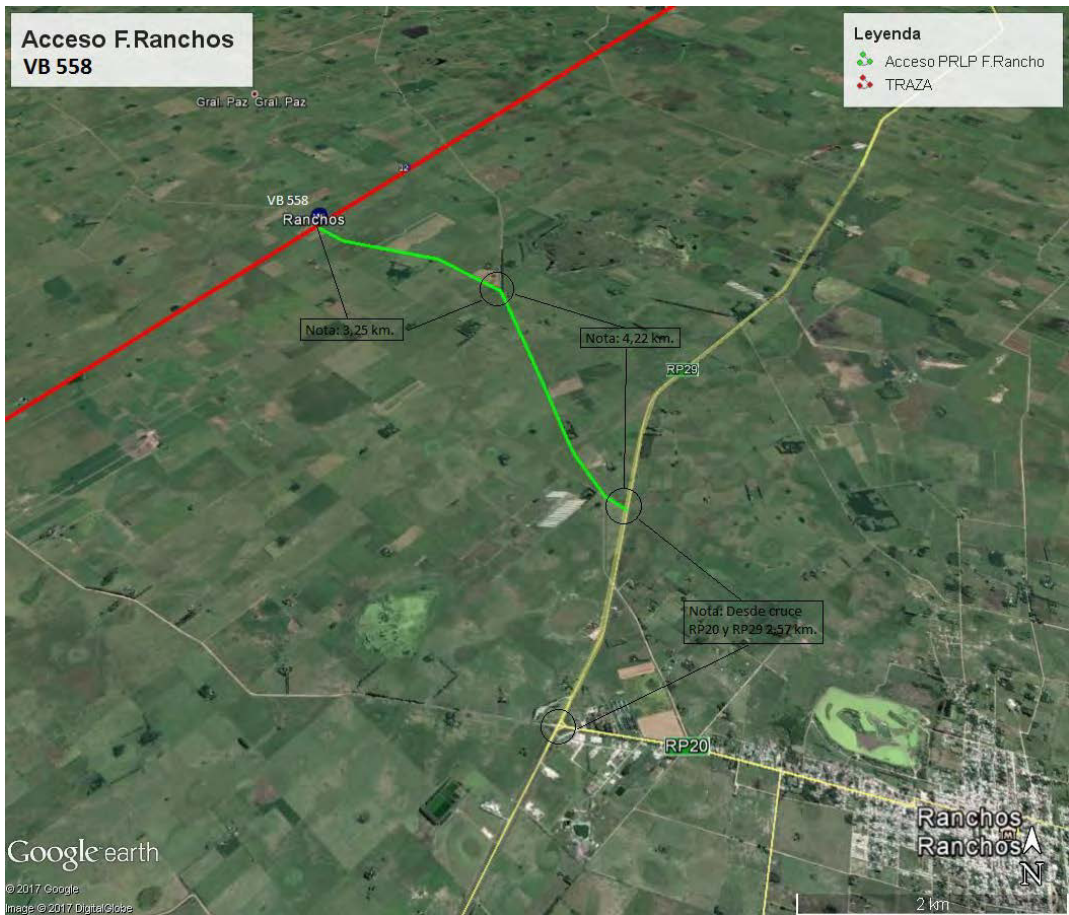 Acceso F.Ranchos
VB 558
Leyenda
Acceso PRLP F.Rancho
TRAZA
Gral. Paz Gral. Paz
VB 558
Ranchos
Nota: 3,25 km.
Nota: 4,22 km.
RP29
Nota: Desde cruce
RP20 y RP29 2,57 km.
RP20
Ranchos
Ranchos
N
Google earth
© 2017 Google
Image © 2017 DigitalGlobe
2 km